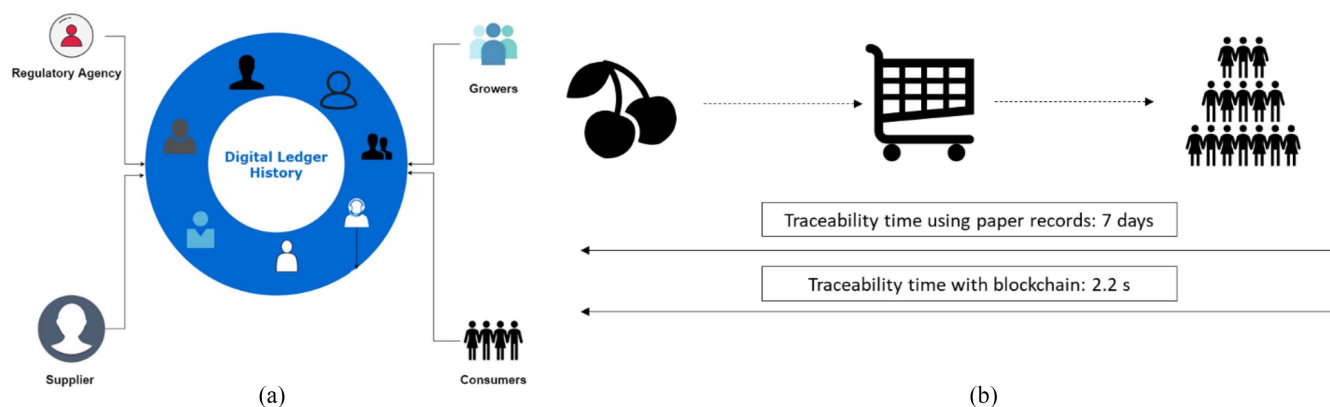 Regulatory Agency
Growers
Digital Ledger
History
Supplier
Consumers
(a)
Traceability time using paper records: 7 days
Traceability time with blockchain: 2.2 s
(b)